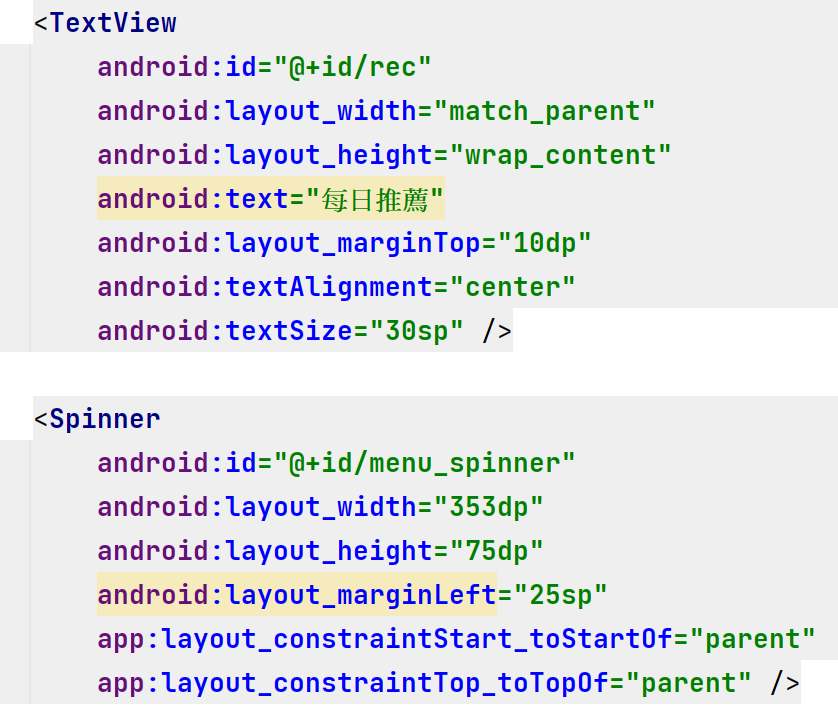 <TextView
android:id="@+id/rec"
android:layout_width="match_parent"
android:layout_height="wrap_content"
android:text="每日推薦"
android:layout_marginTop="10dp"
android:textAlignment="center"
android:textSize="30sp" />
<Spinner
android:id="@+id/menu_spinner"
android:layout_width="353dp"
android:layout_height="75dp"
android:layout_marginLeft="25sp"
app:layout_constraintStart_toStartOf="parent"
app:layout_constraintTop_toTopOf="parent" />